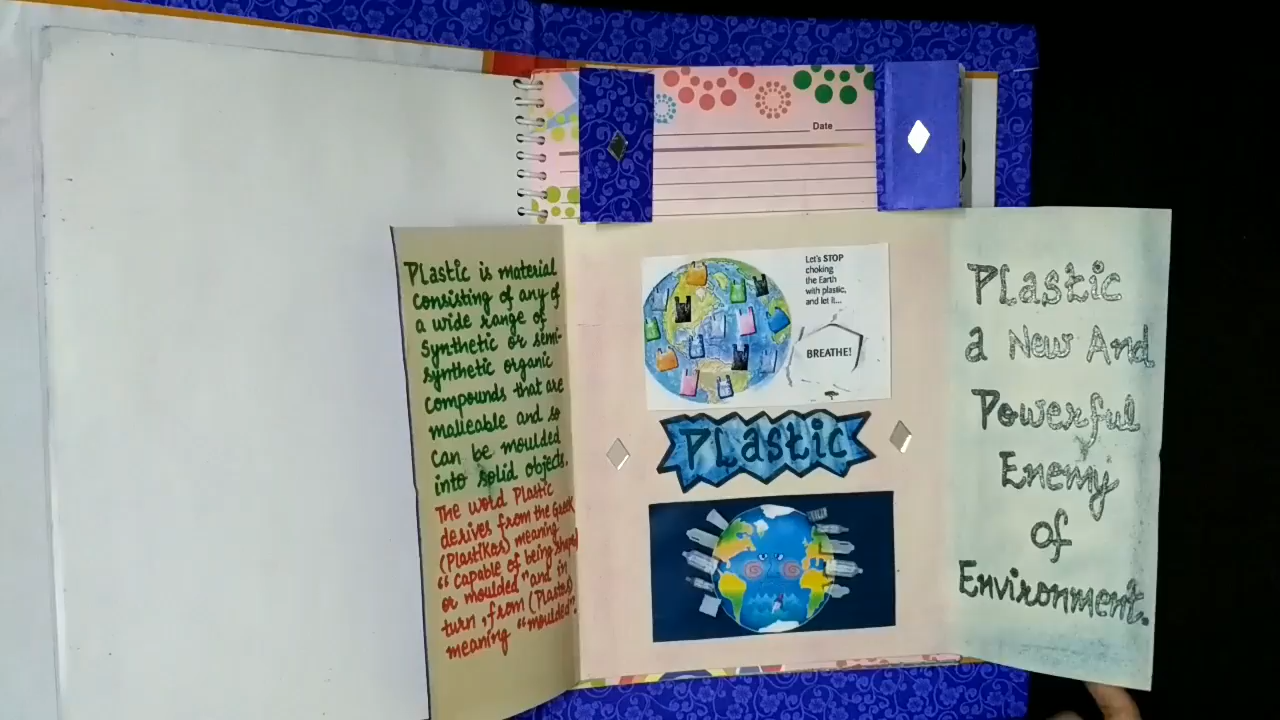 Date
Plastic is material
consisting of any of
a wide range of
synthetic or semi-
synthetic organic
compounds that are
malleable and so
can be moulded
into solid objects.
The word Plastic
derives from the Greek
(Plastikos) meaning
"capable of being shaped
or moulded" and in
turn, from (Plastos)
meaning "moulded".
Let's STOP
choking
the Earth
with plastic,
and let it...
BREATHE!
Plastic
Plastic
a New And
Powerful
Enemy
of
Environment.